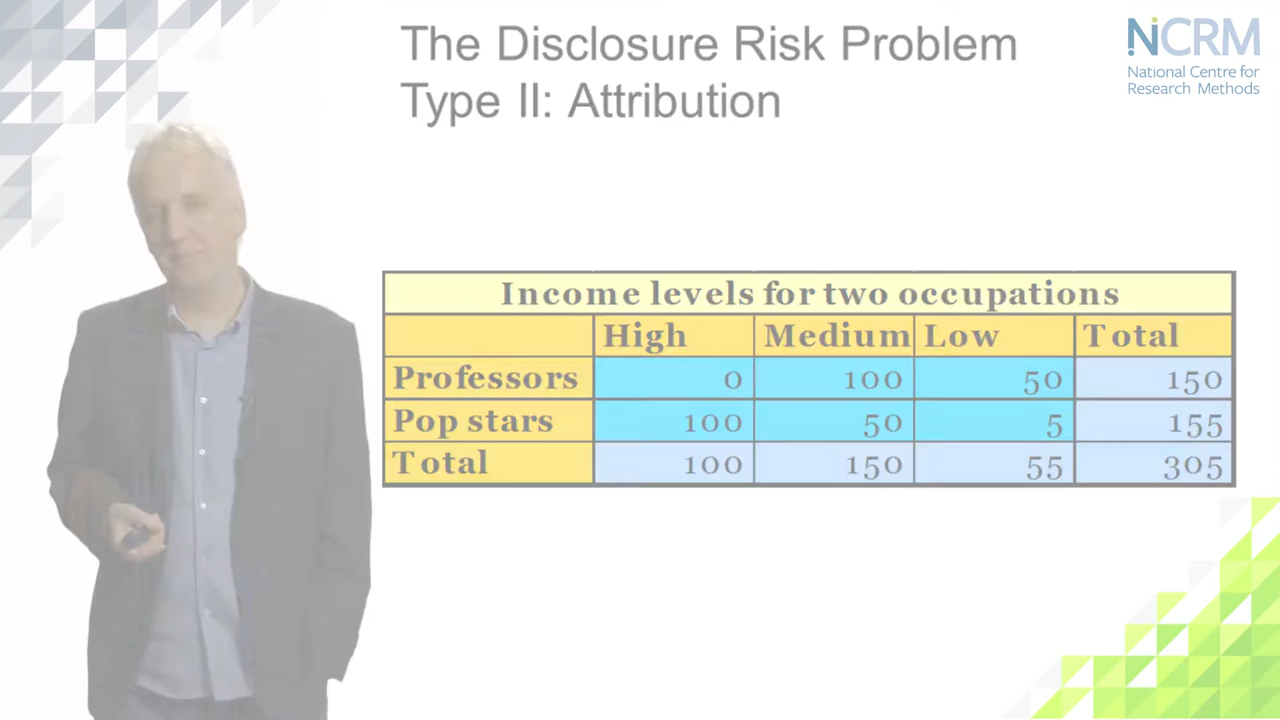 The Disclosure Risk Problem
Type II: Attribution
NCRM
National Centre for
Research Methods
Income levels for two occupations
High Medium Low Total
Professors 0 100 50 150
Pop stars 100 50 5 155
Total 100 150 55 305